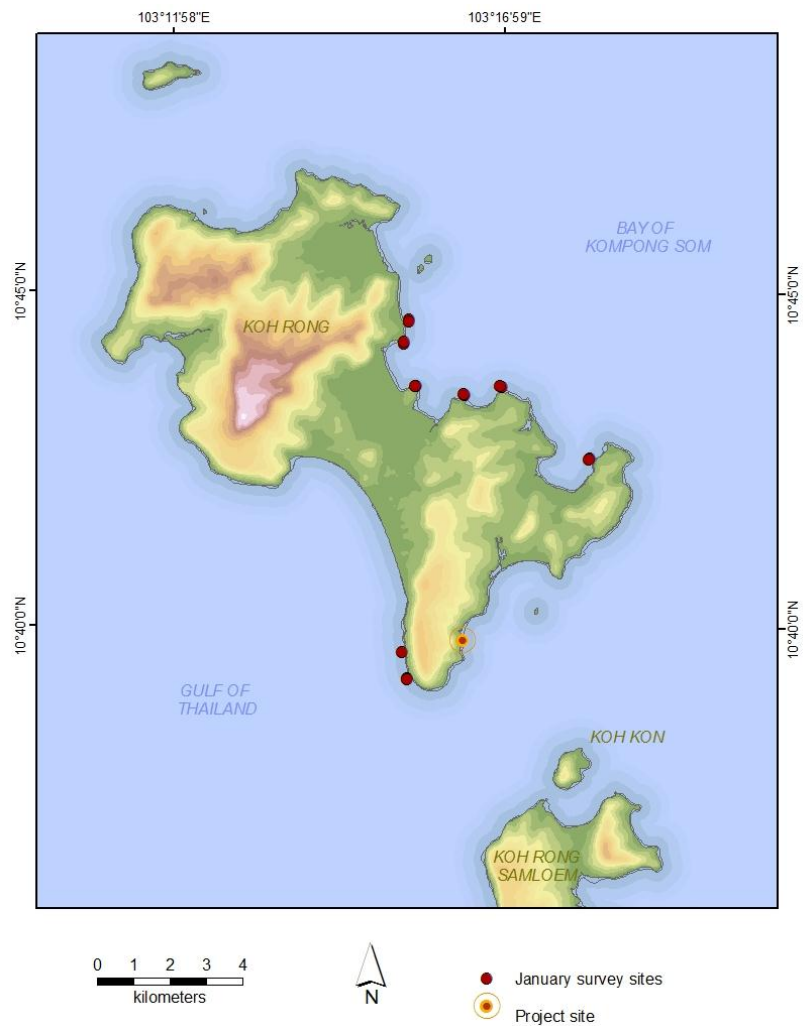 103°11'58"E
103°16'59"E
BAY OF
KOMPONG SOM
10°45'0"N
10°45'0"N
KOH RONG
10°40'0"N
10°40'0"N
GULF OF
THAILAND
KOH KON
KOH RONG
SAMLOEM
0 1 2 3 4
kilometers
N
January survey sites
Project site